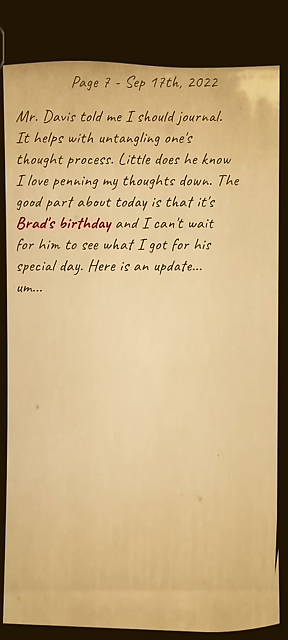 Page 7 - Sep 17th, 2022
Mr. Davis told me I should journal.
It helps with untangling one's
thought process. Little does he know
I love penning my thoughts down. The
good part about today is that it's
Brad's birthday and I can't wait
for him to see what I got for his
special day. Here is an update...
um...